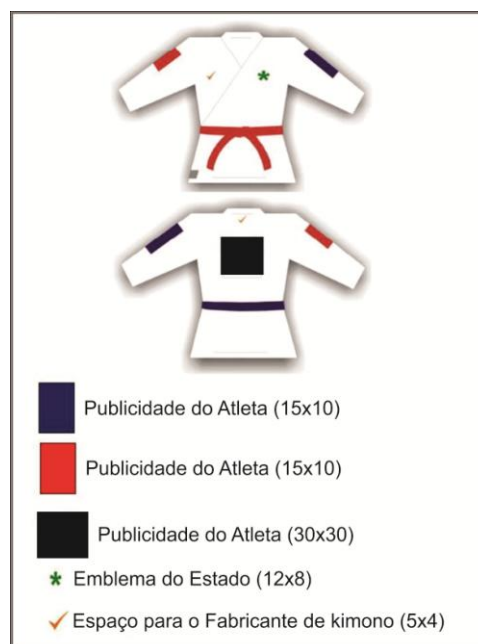 Publicidade do Atleta (15x10)
Publicidade do Atleta (15x10)
Publicidade do Atleta (30x30)
Emblema do Estado (12x8)
Espaço para o Fabricante de kimono (5x4)